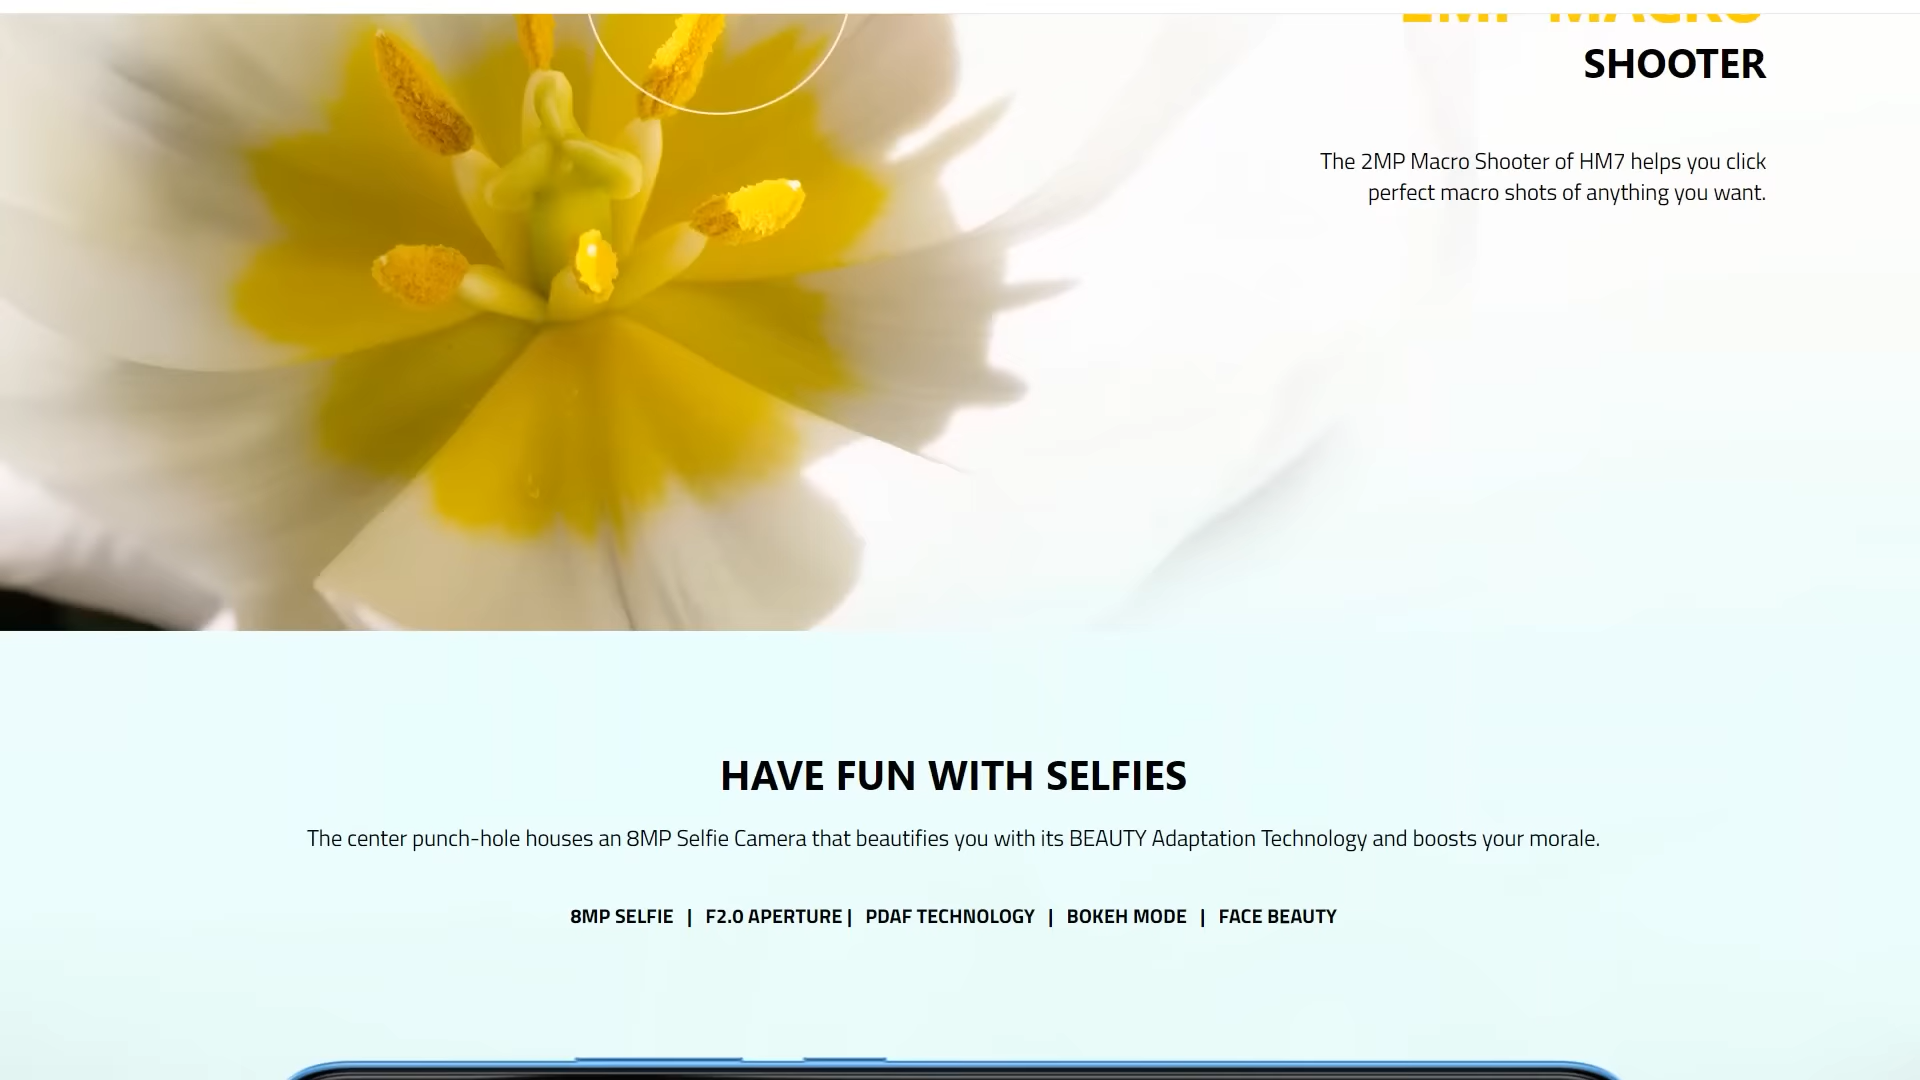 2MP MACRO
SHOOTER
The 2MP Macro Shooter of HM7 helps you click
perfect macro shots of anything you want.
HAVE FUN WITH SELFIES
The center punch-hole houses an 8MP Selfie Camera that beautifies you with its BEAUTY Adaptation Technology and boosts your morale.
8MP SELFIE | F2.0 APERTURE | PDAF TECHNOLOGY | BOKEH MODE | FACE BEAUTY